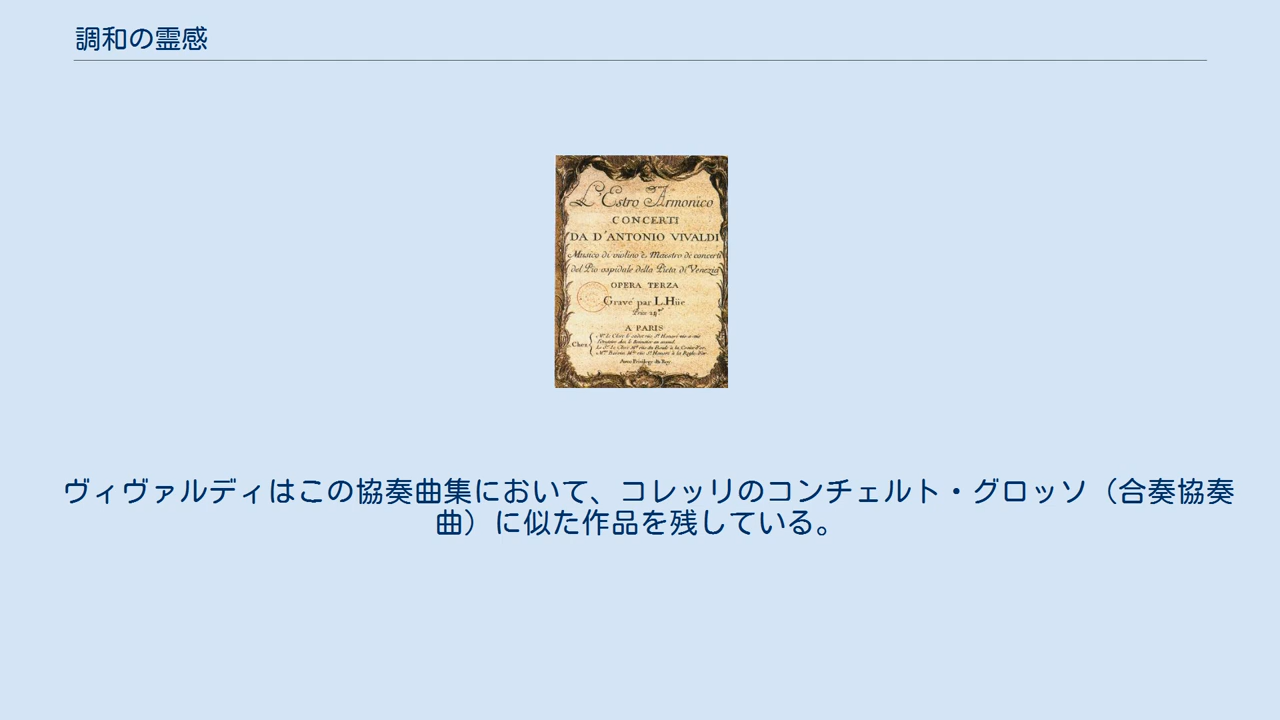 調和の霊感
L'Estro Armonico
CONCERTI
DA D'ANTONIO VIVALDI
Musico di violino è Maestro de concerti
del Pio ospidale della Pieta di Venezia
OPERA TERZA
Gravé par L.Hüe
A PARIS
Chez
ヴィヴァルディはこの協奏曲集において、コレッリのコンチェルト・グロッソ（合奏協奏
曲）に似た作品を残している。